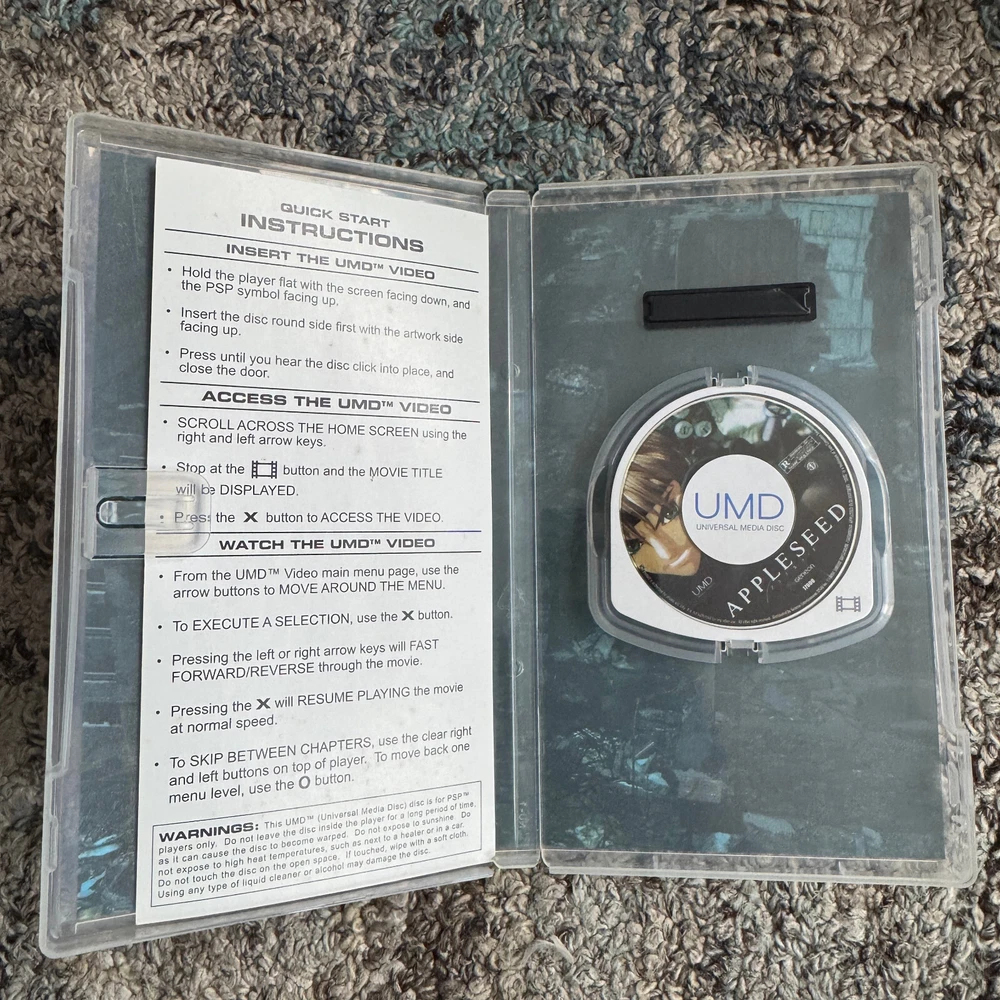 QUICK START
INSTRUCTIONS
INSERT THE UMD™ VIDEO
• Hold the player flat with the screen facing down, and
the PSP symbol facing up.
• Insert the disc round side first with the artwork side
facing up.
• Press until you hear the disc click into place, and
close the door.
ACCESS THE UMD™ VIDEO
• SCROLL ACROSS THE HOME SCREEN using the
right and left arrow keys.
• Stop at the button and the MOVIE TITLE
will be DISPLAYED.
• Press the X button to ACCESS THE VIDEO.
WATCH THE UMD™ VIDEO
• From the UMD™ Video main menu page, use the
arrow buttons to MOVE AROUND THE MENU.
• To EXECUTE A SELECTION, use the X button.
• Pressing the left or right arrow keys will FAST
FORWARD/REVERSE through the movie.
• Pressing the X will RESUME PLAYING the movie
at normal speed.
• To SKIP BETWEEN CHAPTERS, use the clear right
and left buttons on top of player. To move back one
menu level, use the O button.
WARNINGS: This UMD™ (Universal Media Disc) disc is for PSP™
players only. Do not leave the disc inside the player for a long period of time,
as it can cause the disc to become warped. Do not expose to sunshine. Do
not expose to high heat temperatures, such as next to a heater or in a car.
Do not touch the disc on the open space. If touched, wipe with a soft cloth.
Using any type of liquid cleaner or alcohol may damage the disc.
R
UMD
UNIVERSAL MEDIA DISC
APPLESEED
UMD
geneon